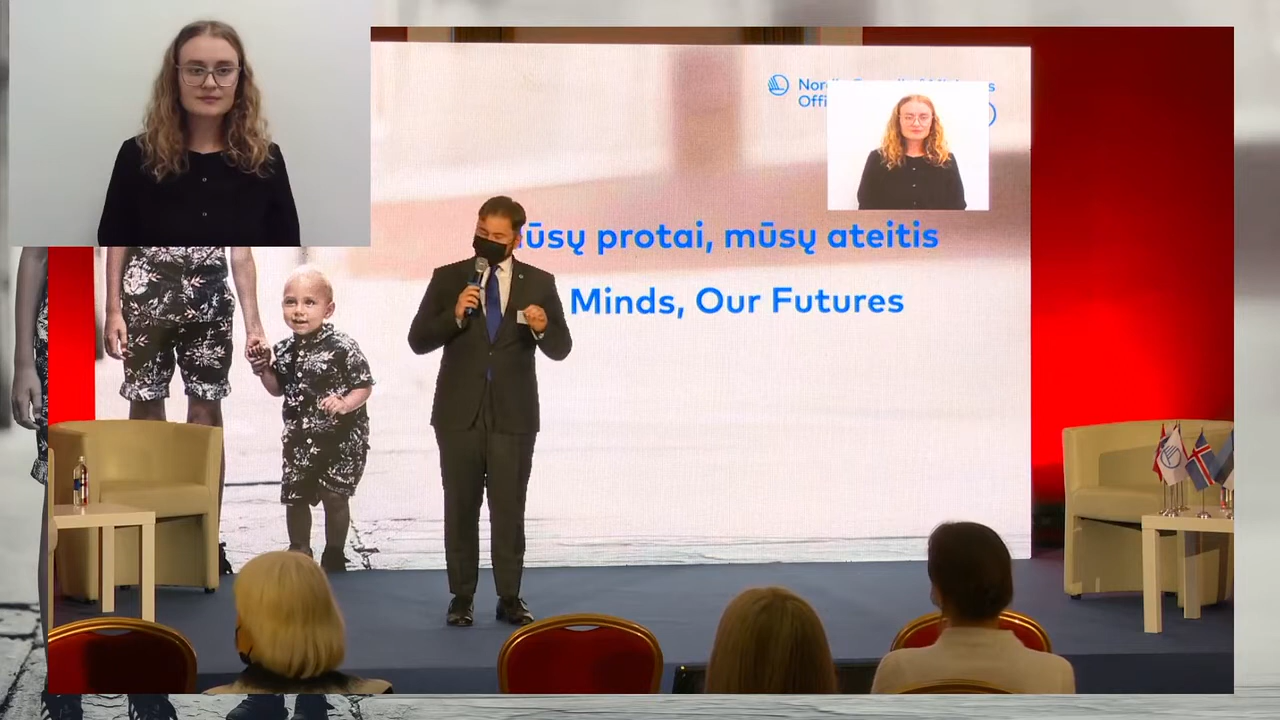 ūsų protai, mūsų ateitis
Minds, Our Futures